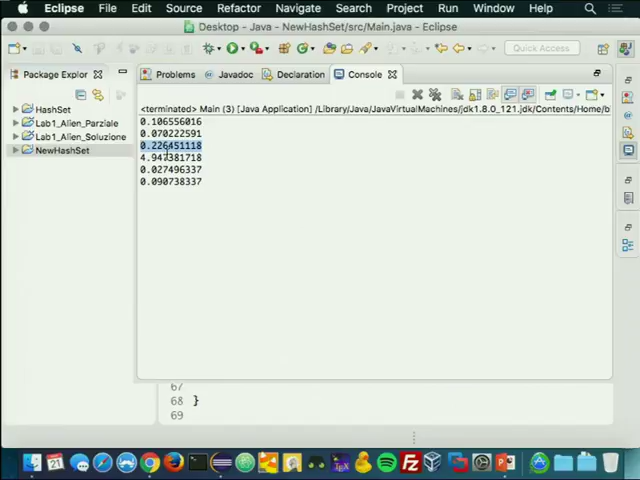 Eclipse File Edit Source Refactor Navigate Search Project Run Window Help
Desktop - Java - NewHashSet/src/Main.java - Eclipse
Quick Access
Package Explor
Problems Javadoc Declaration Console
<terminated> Main (3) [Java Application] /Library/Java/JavaVirtualMachines/jdk1.8.0_121.jdk/Contents/Home/b
HashSet
Lab1_Alien_Parziale
Lab1_Alien_Soluzione
NewHashSet
0.106556016
0.070222591
0.226451118
4.947381718
0.027496337
0.090738337
67
68 }
69
21